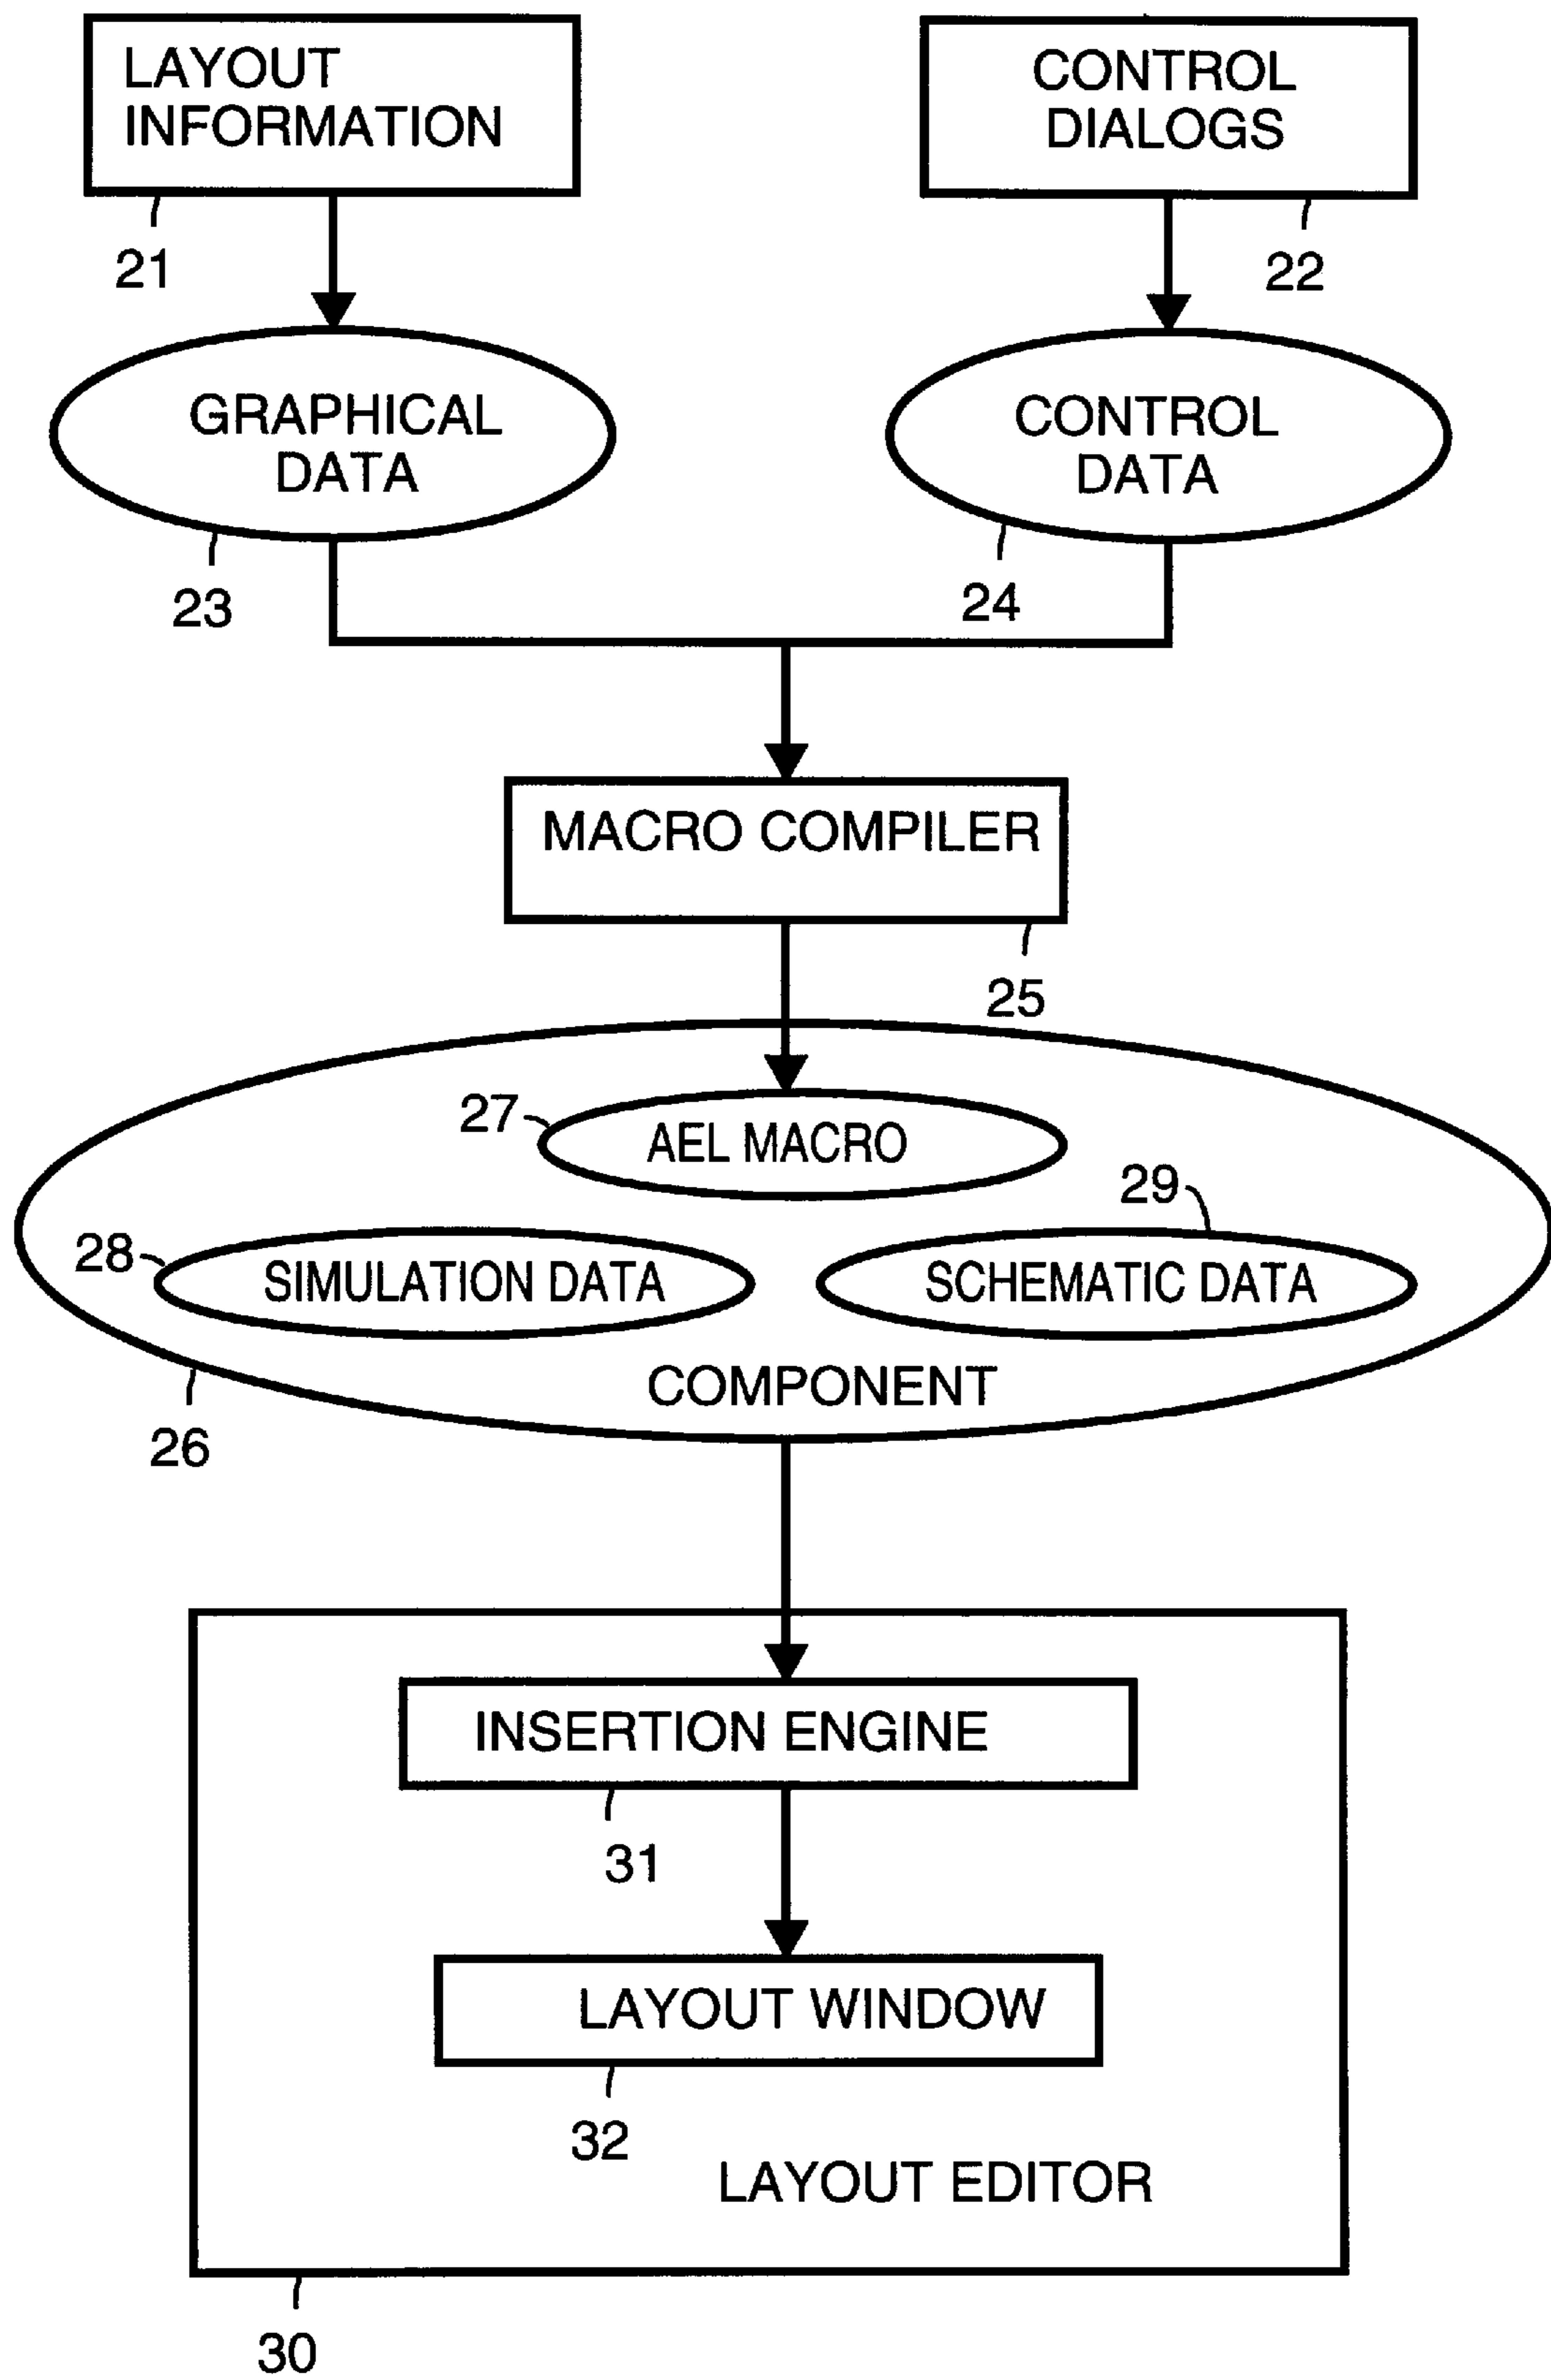 LAYOUT
INFORMATION
21
CONTROL
DIALOGS
22
GRAPHICAL
DATA
23
CONTROL
DATA
24
MACRO COMPILER
25
27
AEL MACRO
28
SIMULATION DATA
29
SCHEMATIC DATA
COMPONENT
26
INSERTION ENGINE
31
LAYOUT WINDOW
32
LAYOUT EDITOR
30